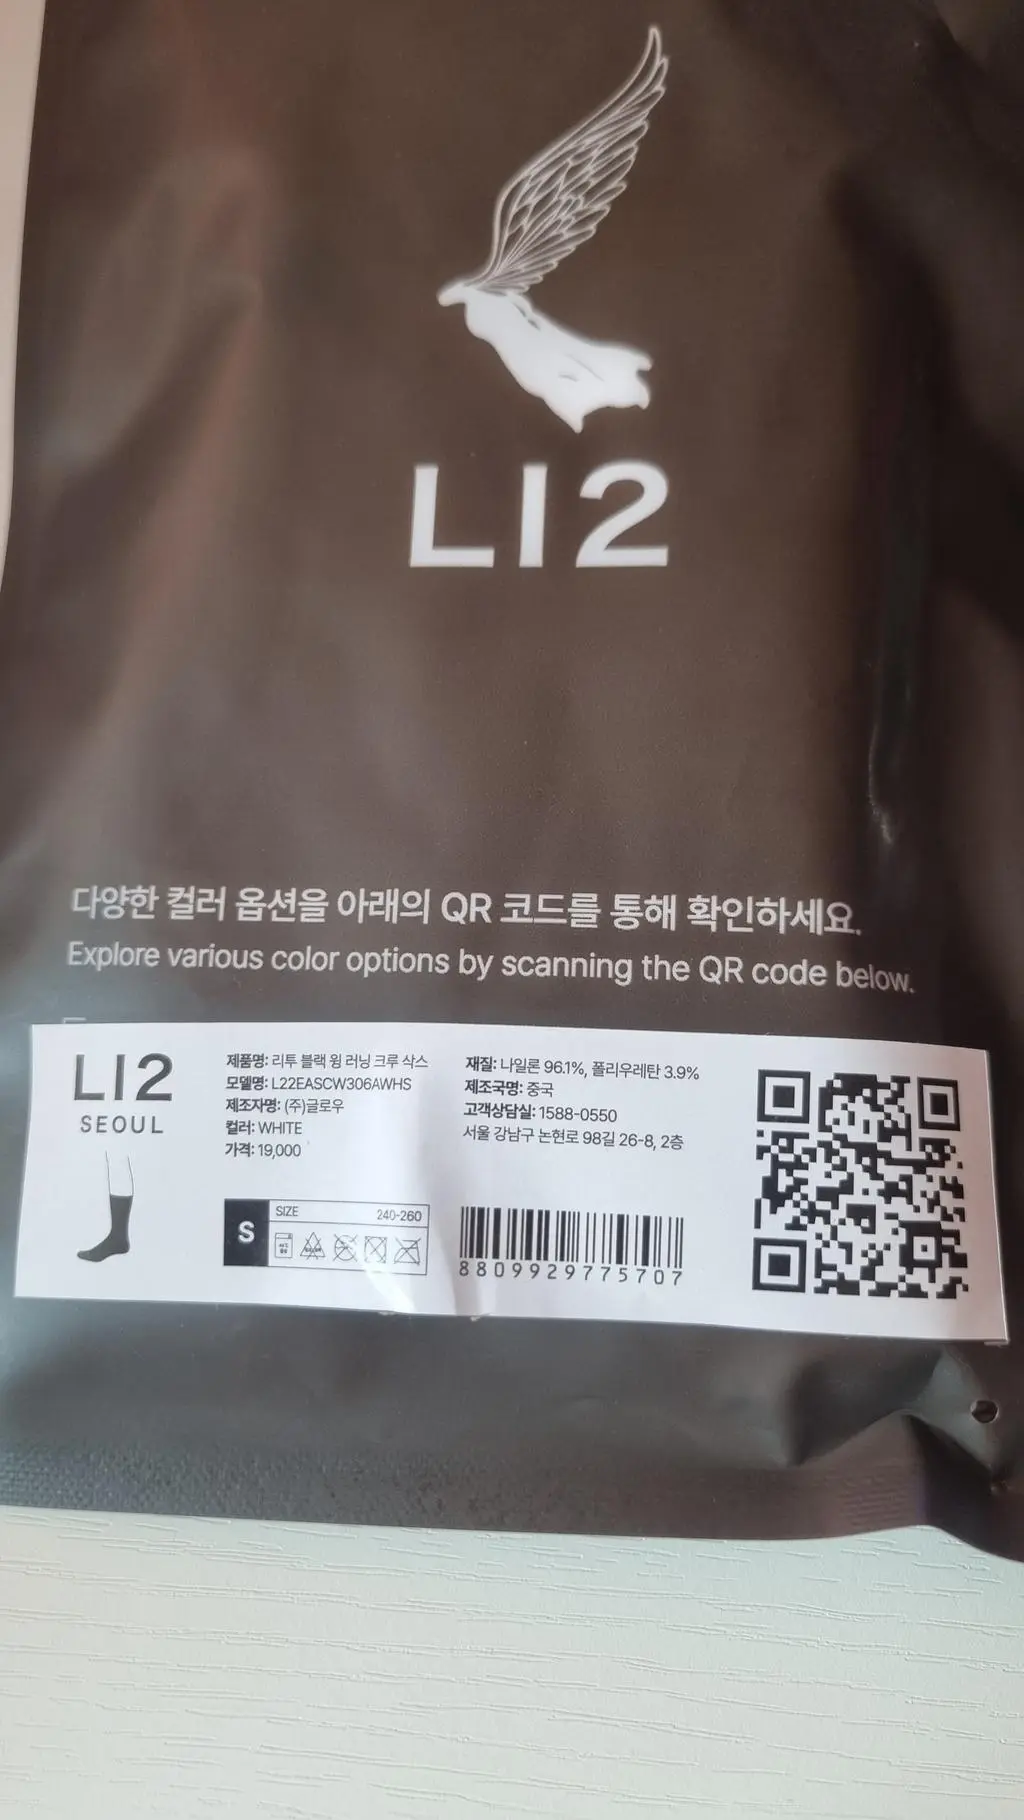 LI2
다양한 컬러 옵션을 아래의 QR 코드를 통해 확인하세요.
Explore various color options by scanning the QR code below.
LI2
SEOUL
제품명: 리투 블랙 윙 러닝 크루 삭스
모델명: L22EASCW306AWHS
제조자명: (주)글로우
컬러: WHITE
가격: 19,000
S
SIZE 240-260
재질: 나일론 96.1%, 폴리우레탄 3.9%
제조국명: 중국
고객상담실: 1588-0550
서울 강남구 논현로 98길 26-8, 2층
8809929775707